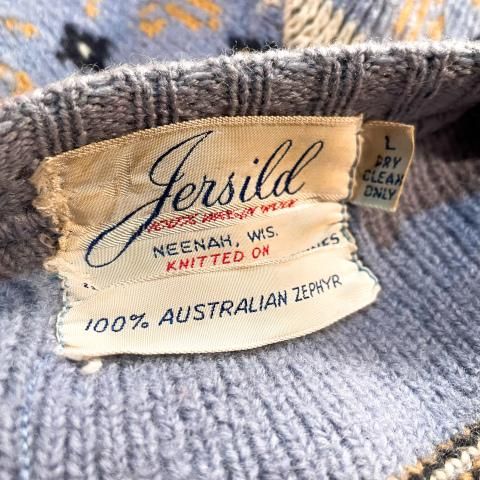 Jersild
NEENAH, WIS.
KNITTED ON
100% AUSTRALIAN ZEPHYR
L
DRY
CLEAN
ONLY